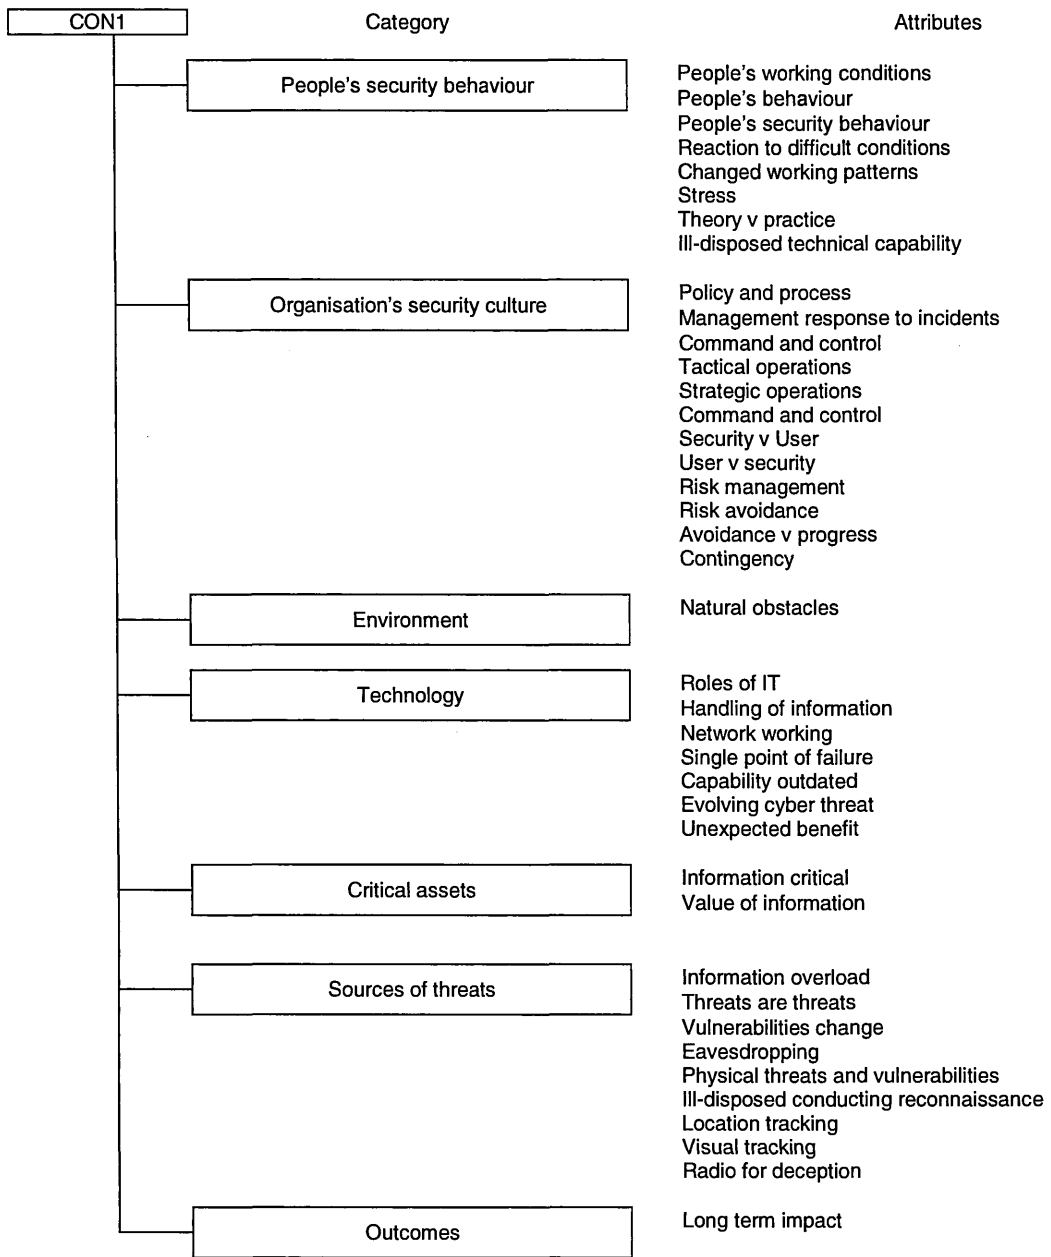 CON1 Category Attributes
People's security behaviour
People's working conditions
People's behaviour
People's security behaviour
Reaction to difficult conditions
Changed working patterns
Stress
Theory v practice
Ill-disposed technical capability
Organisation's security culture
Policy and process
Management response to incidents
Command and control
Tactical operations
Strategic operations
Command and control
Security v User
User v security
Risk management
Risk avoidance
Avoidance v progress
Contingency
Environment
Natural obstacles
Technology
Roles of IT
Handling of information
Network working
Single point of failure
Capability outdated
Evolving cyber threat
Unexpected benefit
Critical assets
Information critical
Value of information
Sources of threats
Information overload
Threats are threats
Vulnerabilities change
Eavesdropping
Physical threats and vulnerabilities
Ill-disposed conducting reconnaissance
Location tracking
Visual tracking
Radio for deception
Outcomes
Long term impact